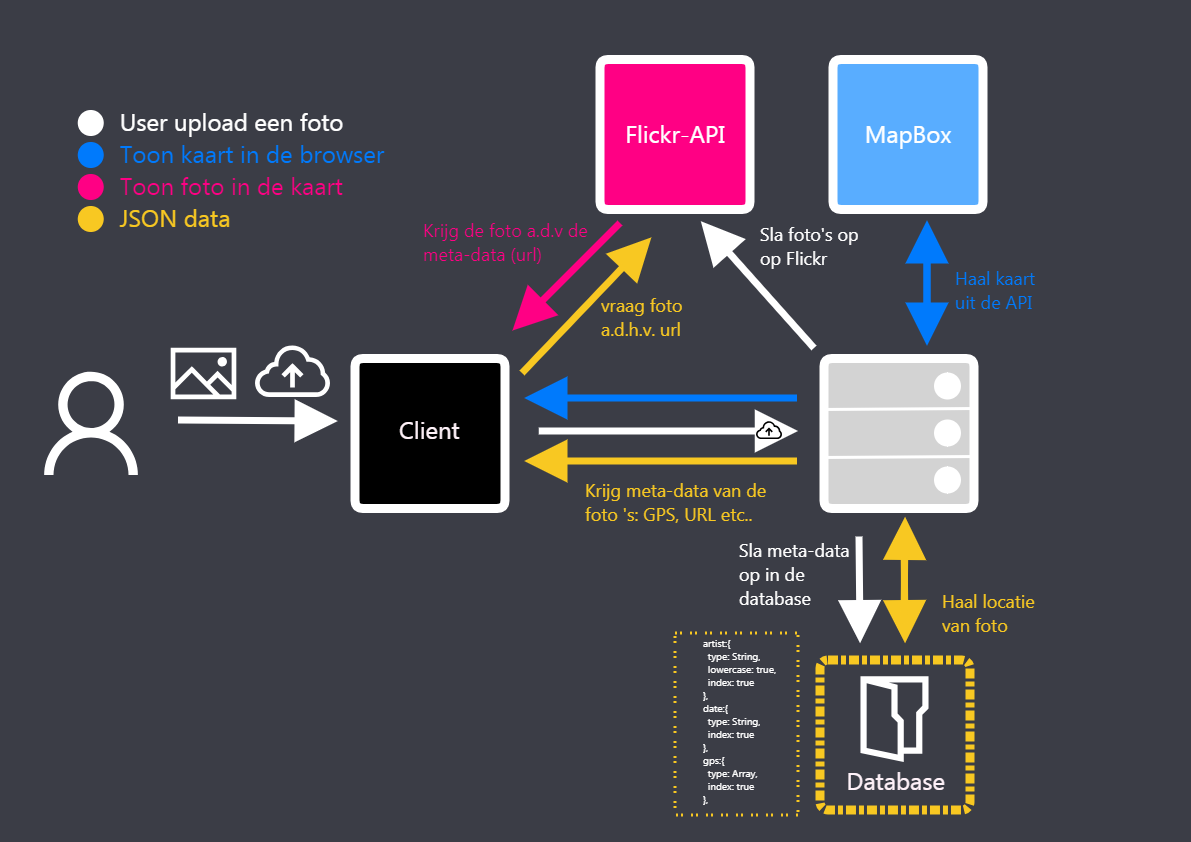 User upload een foto
Toon kaart in de browser
Toon foto in de kaart
JSON data
Flickr-API
MapBox
Krijg de foto a.d.v de
meta-data (url)
Sla foto's op
op Flickr
vraag foto
a.d.h.v. url
Haal kaart
uit de API
Client
Krijg meta-data van de
foto 's: GPS, URL etc..
Sla meta-data
op in de
database
Haal locatie
van foto
artist:{
type: String,
lowercase: true,
index: true
},
date:{
type: String,
index: true
},
gps:{
type: Array,
index: true
},
Database